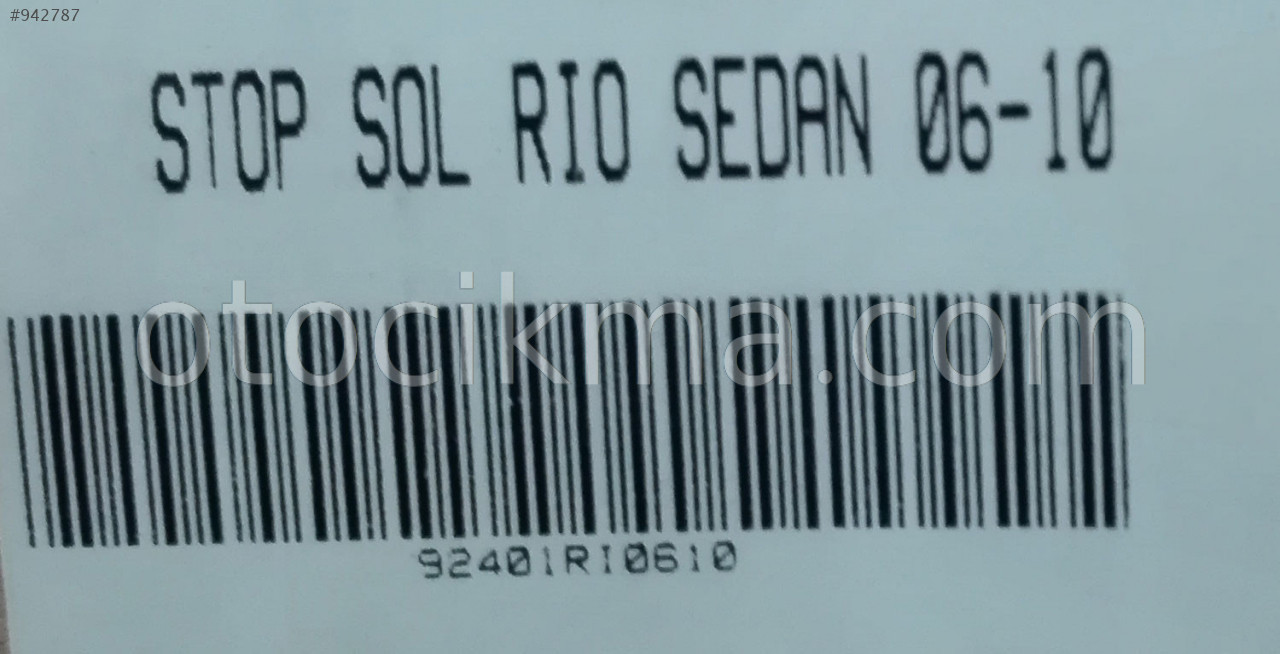 #942787
STOP SOL RIO SEDAN 06-10
otocikma.com
92401RI0610